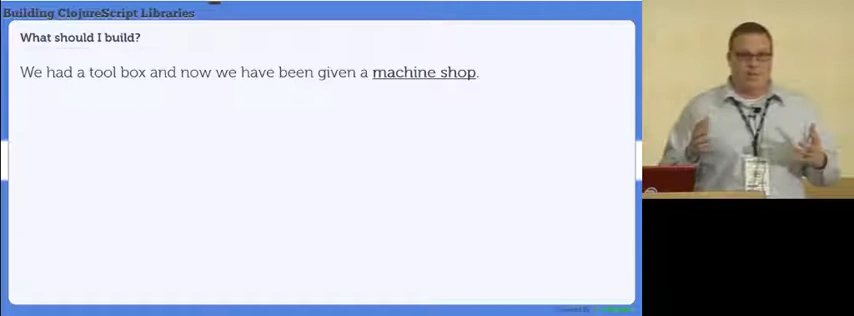 Building ClojureScript Libraries
What should I build?
We had a tool box and now we have been given a machine shop.